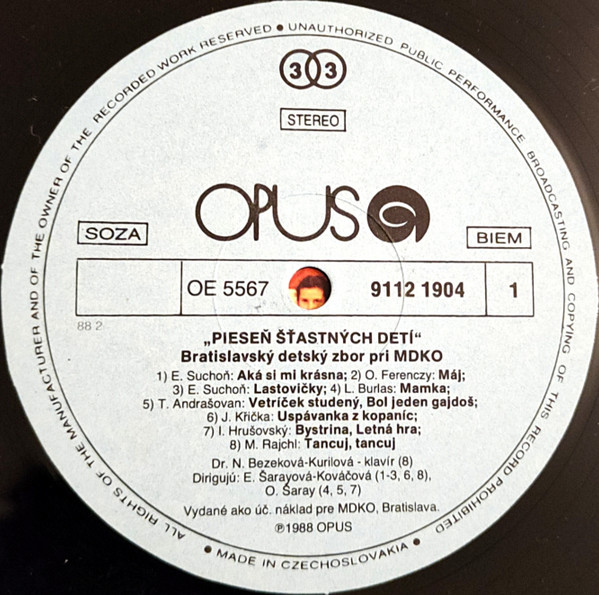 ALL RIGHTS OF THE MANUFACTURER AND OF THE OWNER OF THE RECORDED WORK RESERVED ● UNAUTHORIZED PUBLIC PERFORMANCE BROADCASTING AND COPYING OF THIS RECORD PROHIBITED
33
STEREO
OPUS
SOZA
BIEM
OE 5567 9112 1904 1
88 2
„PIESEŇ ŠŤASTNÝCH DETÍ“
Bratislavský detský zbor pri MDKO
1) E. Suchoň: Aká si mi krásna; 2) O. Ferenczy: Máj;
3) E. Suchoň: Lastovičky; 4) L. Burlas: Mamka;
5) T. Andrašovan: Vetríček studený, Bol jeden gajdoš;
6) J. Křička: Uspávanka z kopaníc;
7) I. Hrušovský: Bystrina, Letná hra;
8) M. Rajchl: Tancuj, tancuj
Dr. N. Bezeková-Kurilová - klavír (8)
Dirigujú: E. Šarayová-Kováčová (1-3, 6, 8),
O. Šaray (4, 5, 7)
Vydané ako úč. náklad pre MDKO, Bratislava.
℗1988 OPUS
● MADE IN CZECHOSLOVAKIA ●